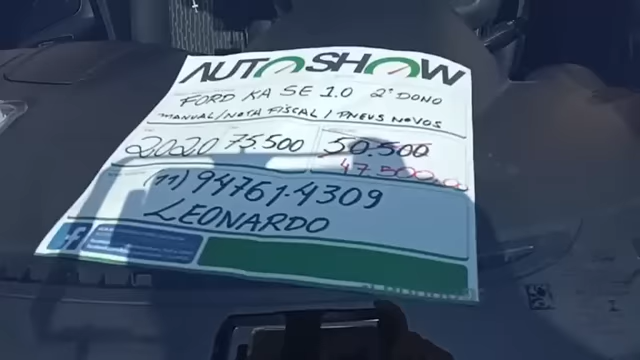 AUTOSHOW
FORD KA SE 1.0 2º DONO
MANUAL/NOTA FISCAL/PNEUS NOVOS
2020 75.500 50.500
47.500,00
(11) 94761-4309
LEONARDO
f